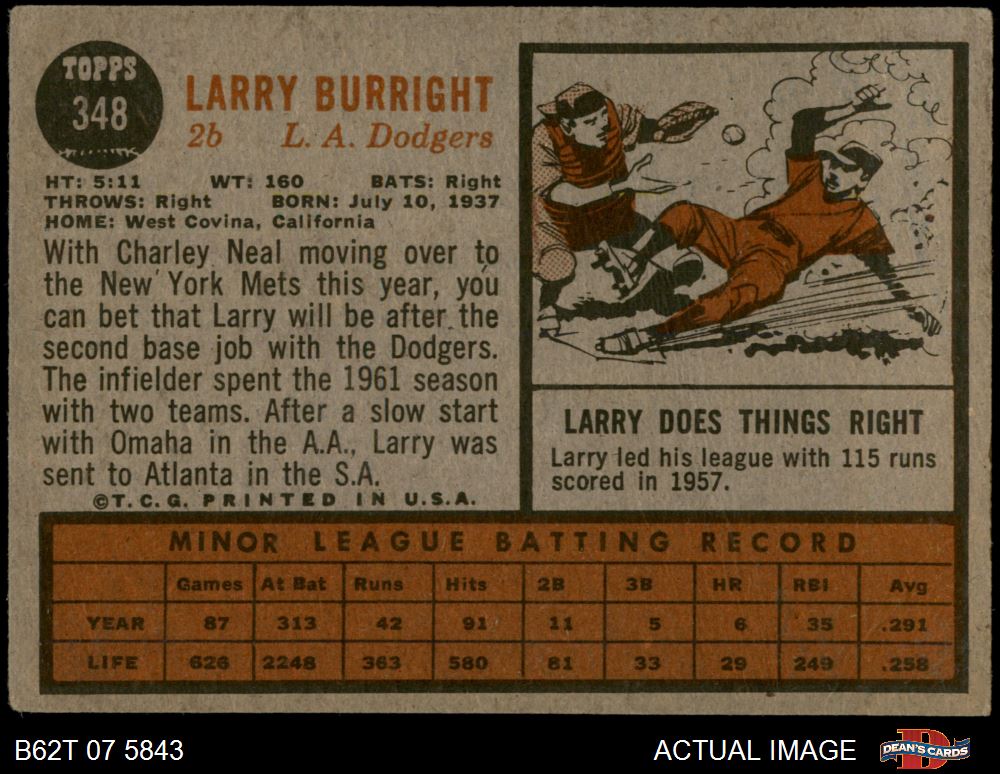 TOPPS
348
LARRY BURRIGHT
2b L. A. Dodgers
HT: 5:11 WT: 160 BATS: Right
THROWS: Right BORN: July 10, 1937
HOME: West Covina, California
With Charley Neal moving over to
the New York Mets this year, you
can bet that Larry will be after the
second base job with the Dodgers.
The infielder spent the 1961 season
with two teams. After a slow start
with Omaha in the A.A., Larry was
sent to Atlanta in the S.A.
©T.C.G. PRINTED IN U.S.A.
LARRY DOES THINGS RIGHT
Larry led his league with 115 runs
scored in 1957.
MINOR LEAGUE BATTING RECORD
Games At Bat Runs Hits 2B 3B HR RBI Avg
YEAR 87 313 42 91 11 5 6 35 .291
LIFE 626 2248 363 580 81 33 29 249 .258
B62T 07 5843
ACTUAL IMAGE
DEAN'S CARDS